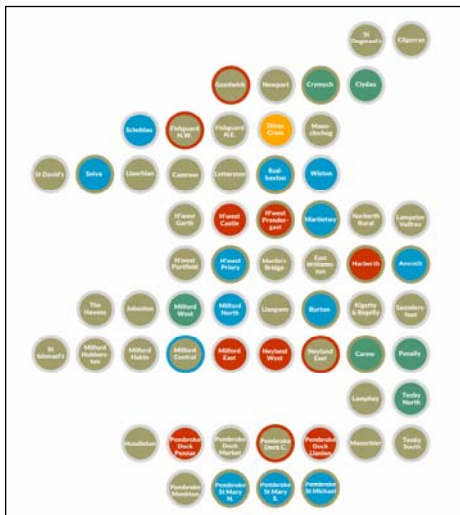 St Dogmael's
Cilgerran
Goodwick
Newport
Crymych
Clydau
Scleddau
Fishguard N.W.
Fishguard N.E.
Dinas Cross
Maenclochog
St David's
Solva
Llanrhian
Camrose
Letterston
Rudbaxton
Wiston
H'west Garth
H'west Castle
H'west Prendergast
Martletwy
Narberth Rural
Lampeter Velfrey
H'west Portfield
H'west Priory
Martin's Bridge
East Williamston
Narberth
Amroth
The Havens
Johnston
Milford West
Milford North
Llangwm
Burton
Kilgetty & Begelly
Saundersfoot
St Ishmael's
Milford Hubberston
Milford Hakin
Milford Central
Milford East
Neyland West
Neyland East
Carew
Penally
Lamphey
Tenby North
Hundleton
Pembroke Dock Pennar
Pembroke Dock Market
Pembroke Dock C.
Pembroke Dock Llanion
Manorbier
Tenby South
Pembroke Monkton
Pembroke St Mary N.
Pembroke St Mary S.
Pembroke St Michael